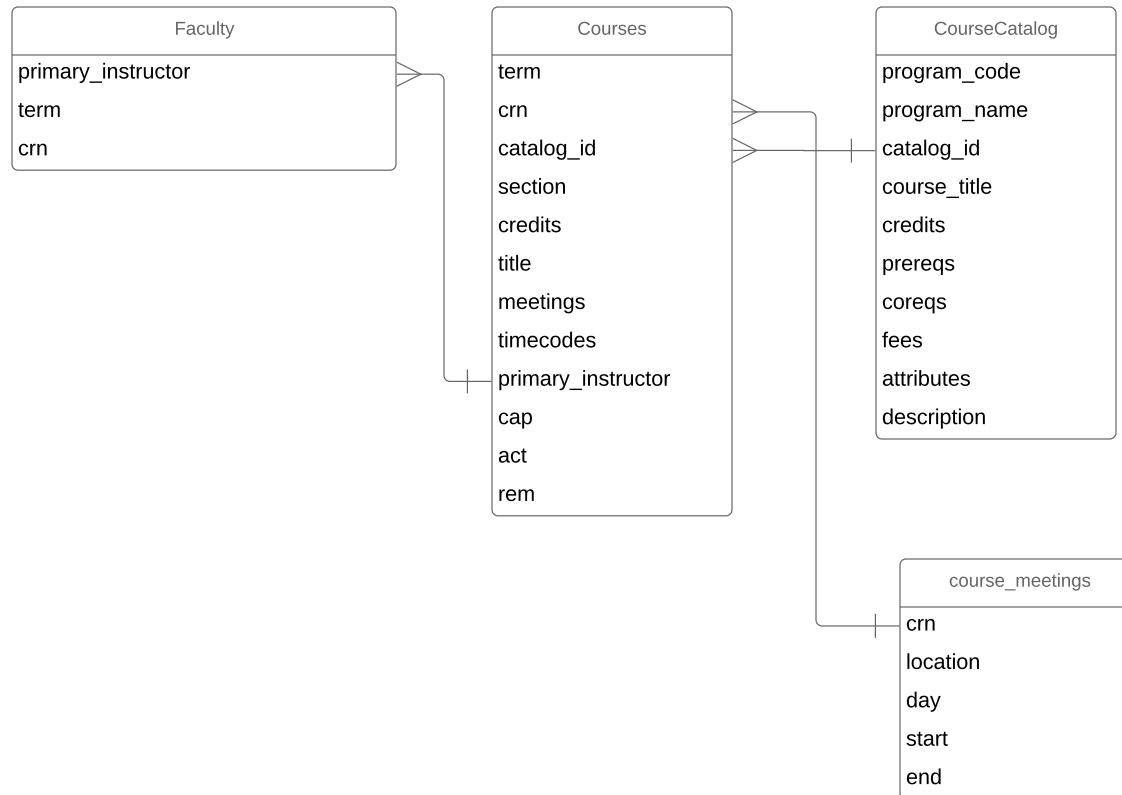 Faculty
primary_instructor
term
crn
Courses
term
crn
catalog_id
section
credits
title
meetings
timecodes
primary_instructor
cap
act
rem
CourseCatalog
program_code
program_name
catalog_id
course_title
credits
prereqs
coreqs
fees
attributes
description
course_meetings
crn
location
day
start
end